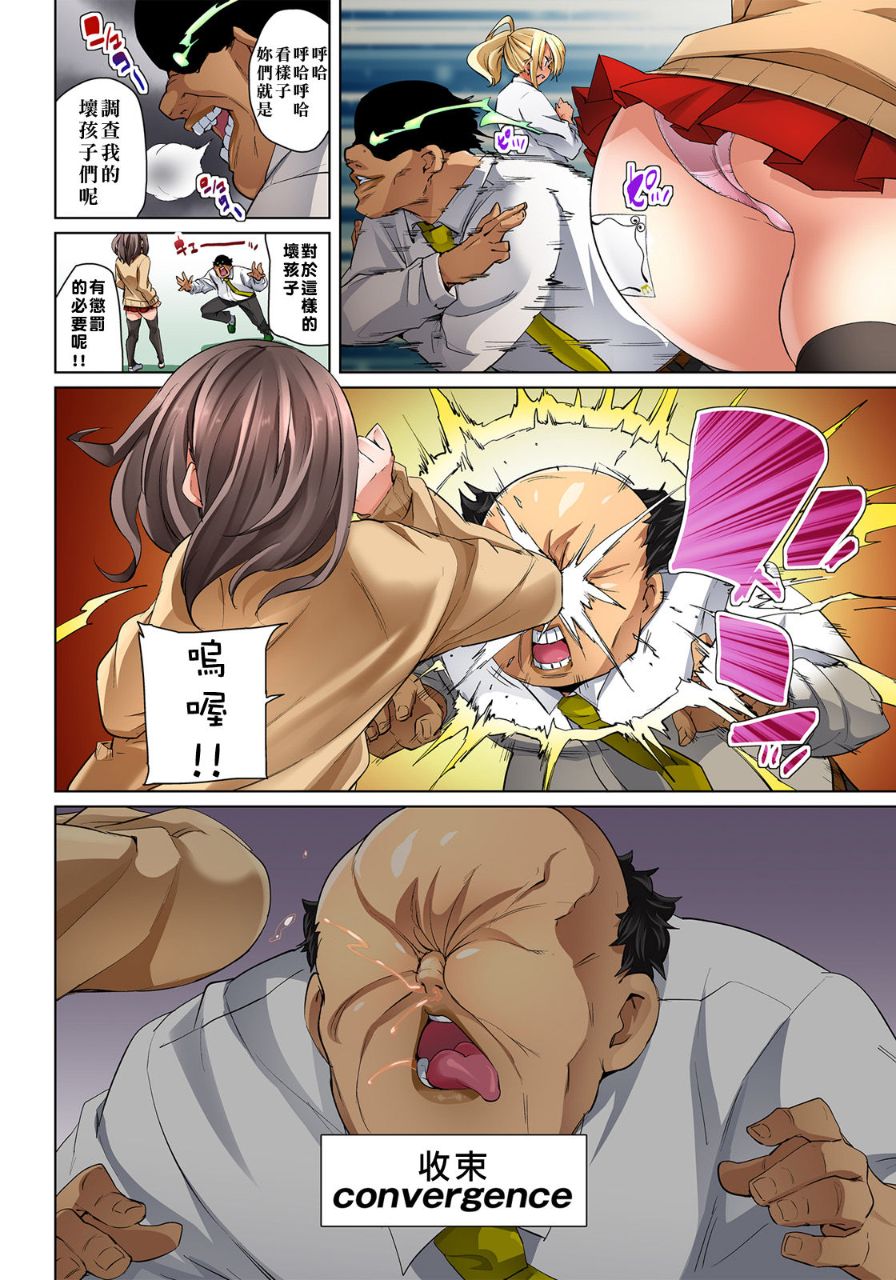 呼哈
呼哈呼哈
看樣子
妳們就是
調查我的
壞孩子們呢
對於這樣的
壞孩子
有懲罰
的必要呢!!
嗚喔!!
收束
convergence